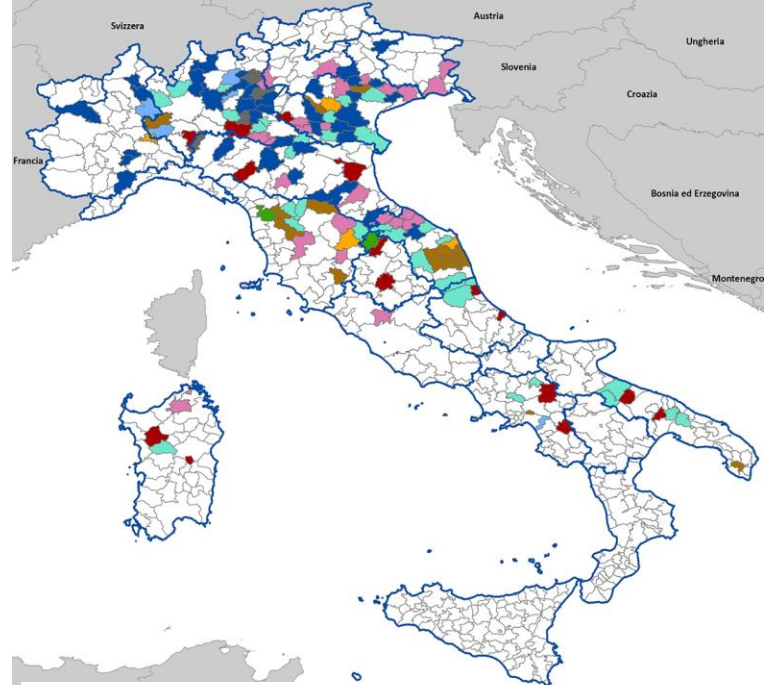 Austria
Svizzera
Ungheria
Slovenia
Croazia
Francia
Bosnia ed Erzegovina
Montenegro